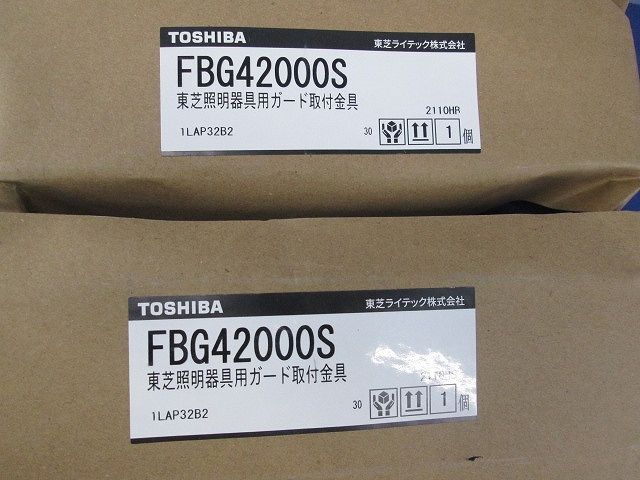 TOSHIBA 東芝ライテック株式会社
FBG42000S
東芝照明器具用ガード取付金具
2110HR
1LAP32B2 30 1 個
TOSHIBA 東芝ライテック株式会社
FBG42000S
東芝照明器具用ガード取付金具
1LAP32B2 30 1 個